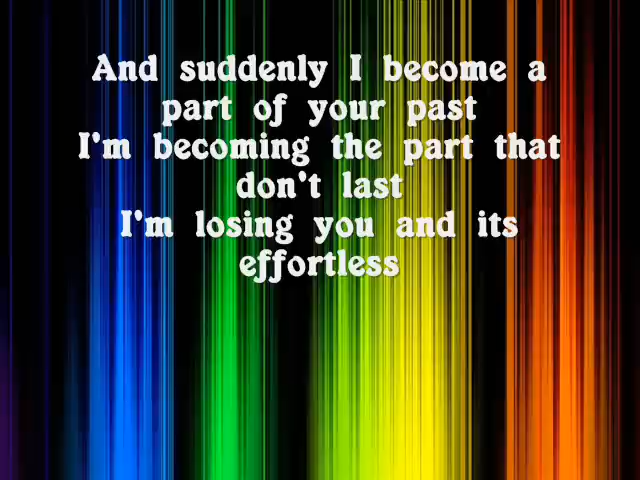 And suddenly I become a
part of your past
I'm becoming the part that
don't last
I'm losing you and its
effortless